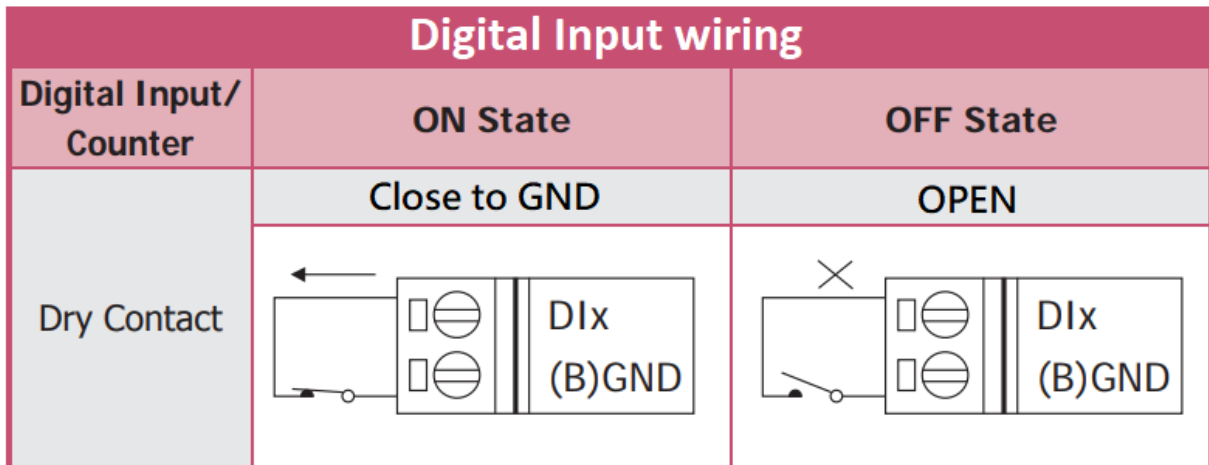 Digital Input wiring
Digital Input/
Counter
ON State
OFF State
Dry Contact
Close to GND
OPEN
DIx
(B)GND
DIx
(B)GND